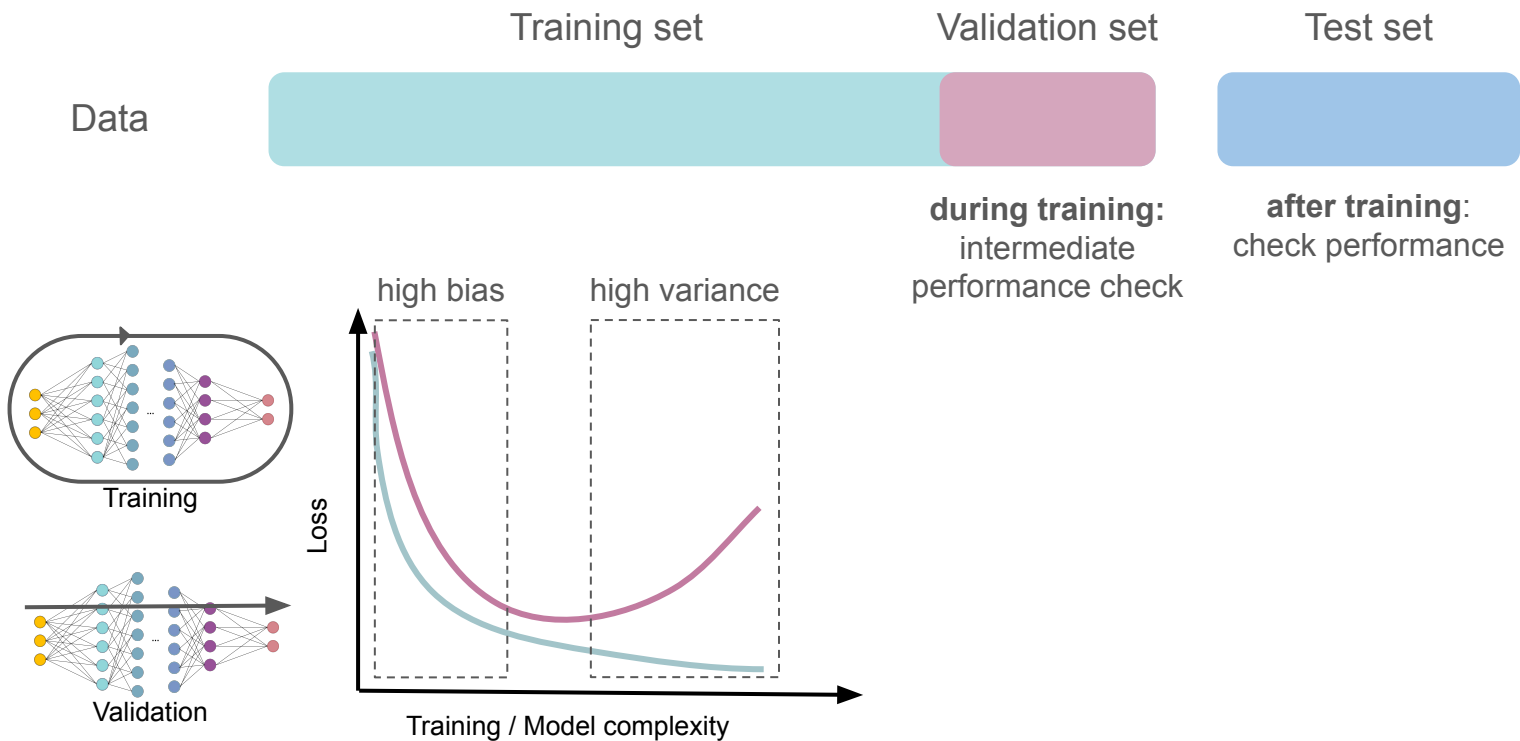 Training set
Validation set
Test set
Data
during training:
intermediate
performance check
after training:
check performance
high bias
high variance
...
Training
Loss
...
Validation
Training / Model complexity